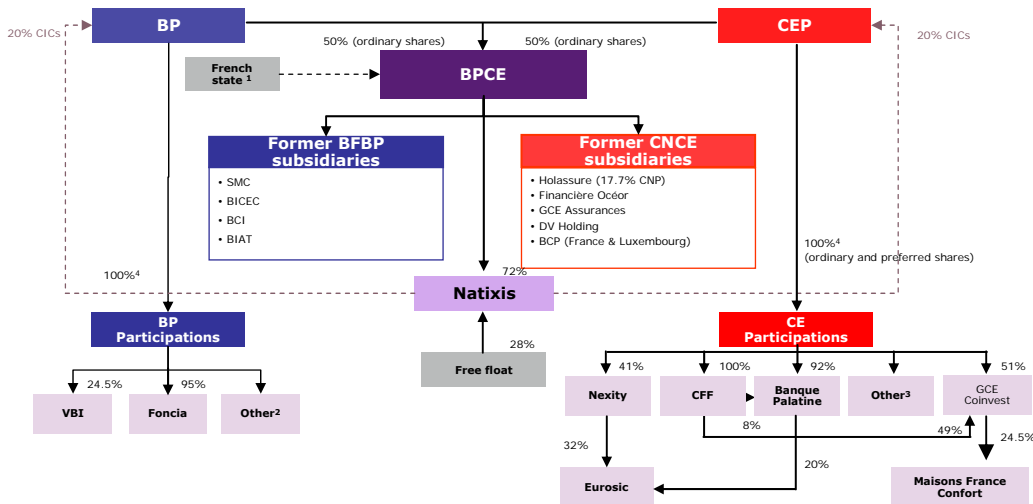 BP
CEP
20% CICs
20% CICs
50% (ordinary shares)
50% (ordinary shares)
French
state 1
BPCE
Former BFBP
subsidiaries
• SMC
• BICEC
• BCI
• BIAT
Former CNCE
subsidiaries
• Holassure (17.7% CNP)
• Financière Océor
• GCE Assurances
• DV Holding
• BCP (France & Luxembourg)
100%4
100%4
(ordinary and preferred shares)
72%
Natixis
BP
Participations
CE
Participations
28%
Free float
24.5%
95%
VBI
Foncia
Other2
41%
100%
92%
51%
Nexity
CFF
Banque
Palatine
Other3
GCE
Coinvest
8%
49%
32%
20%
24.5%
Eurosic
Maisons France
Confort